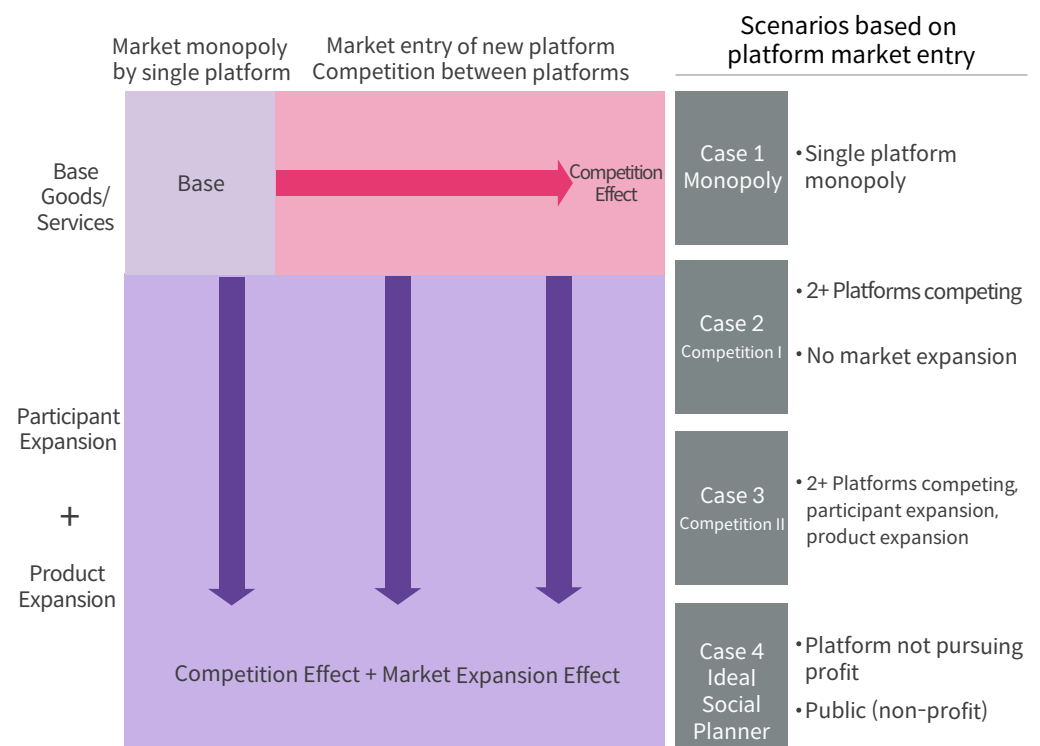 Market monopoly
by single platform
Market entry of new platform
Competition between platforms
Scenarios based on
platform market entry
Base
Goods/
Services
Base
Competition
Effect
Case 1
Monopoly
• Single platform
monopoly
Case 2
Competition I
• 2+ Platforms competing
• No market expansion
Participant
Expansion
+
Product
Expansion
Case 3
Competition II
• 2+ Platforms competing,
participant expansion,
product expansion
Competition Effect + Market Expansion Effect
Case 4
Ideal
Social
Planner
• Platform not pursuing
profit
• Public (non-profit)